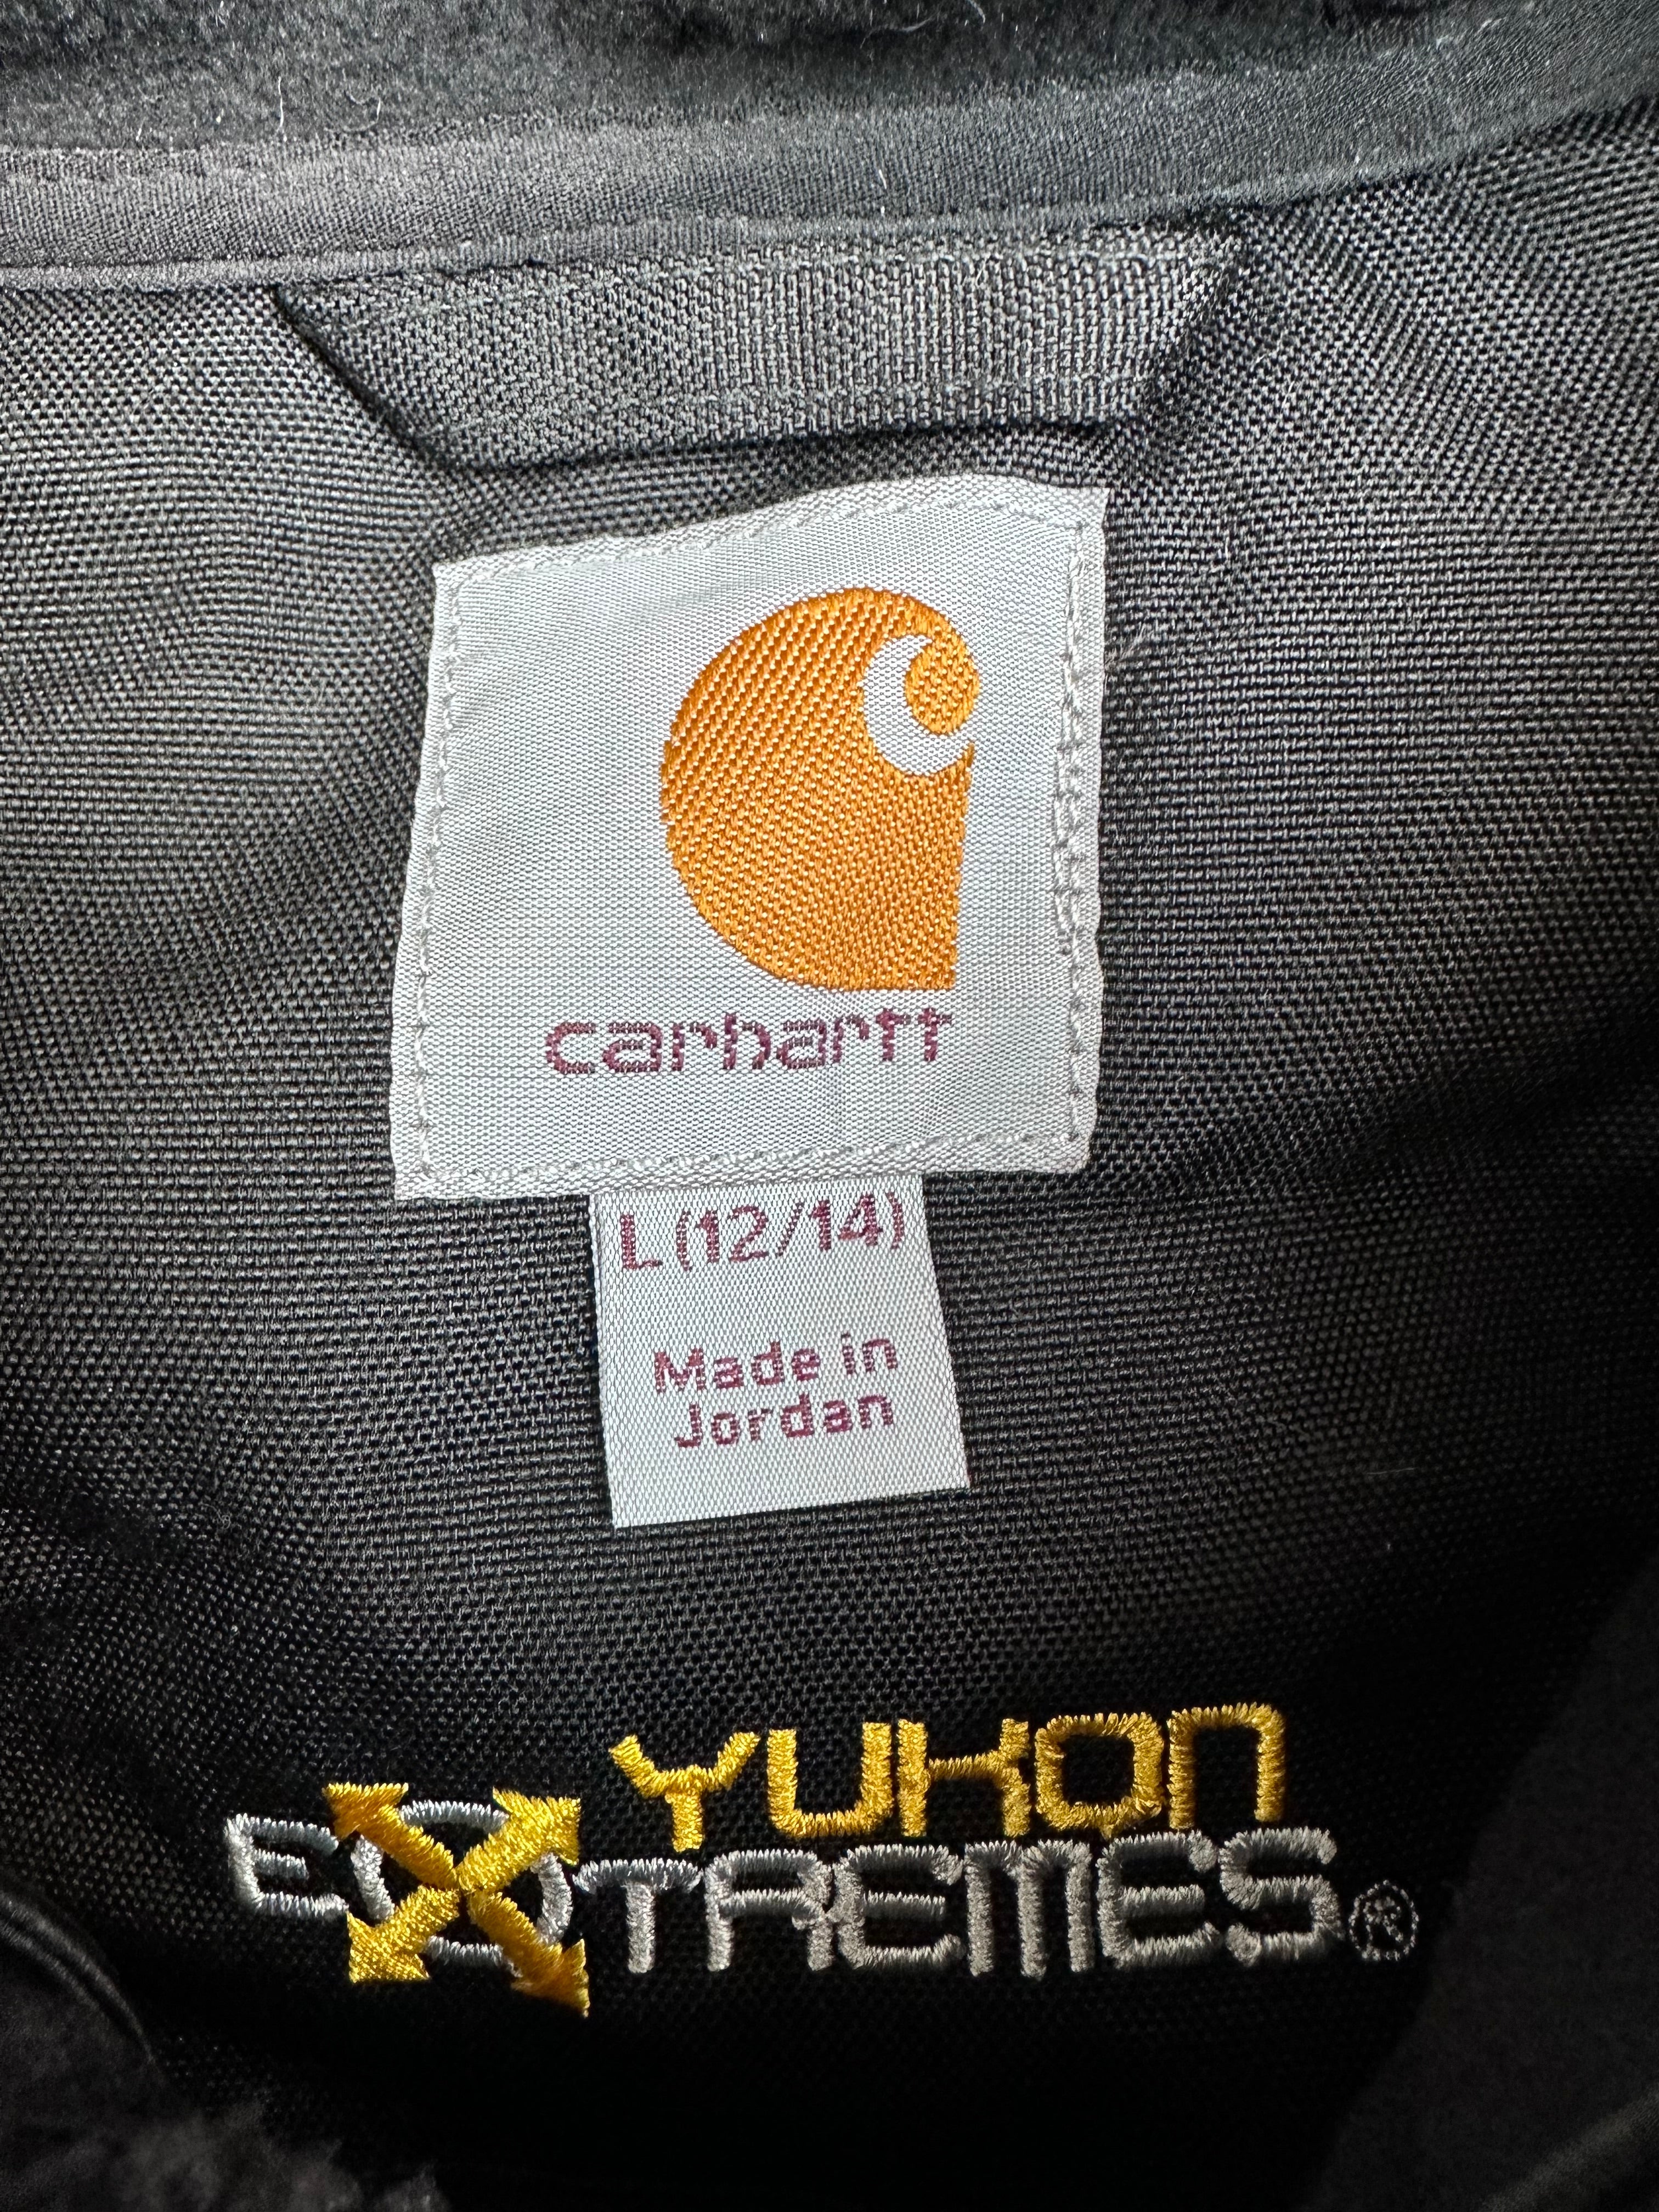 carhartt
L (12/14)
Made in
Jordan
YUKON
EXTREMES®